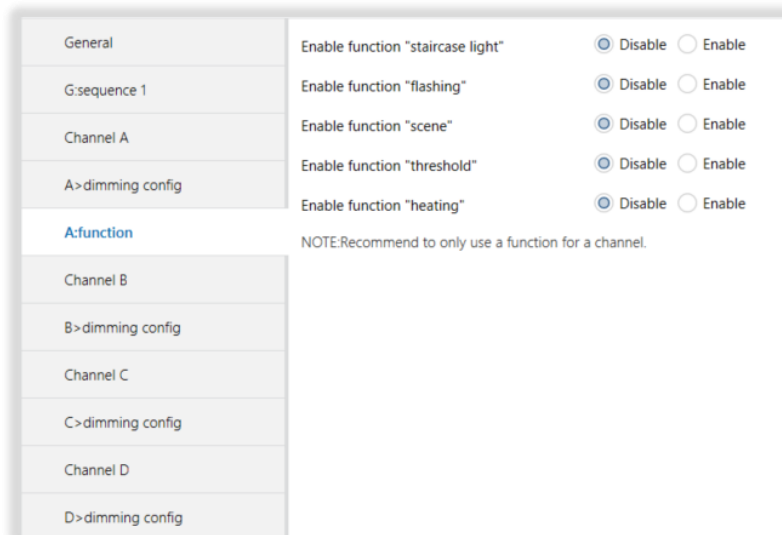 General
G:sequence 1
Channel A
A>dimming config
A:function
Channel B
B>dimming config
Channel C
C>dimming config
Channel D
D>dimming config
Enable function "staircase light" Disable Enable
Enable function "flashing" Disable Enable
Enable function "scene" Disable Enable
Enable function "threshold" Disable Enable
Enable function "heating" Disable Enable
NOTE:Recommend to only use a function for a channel.